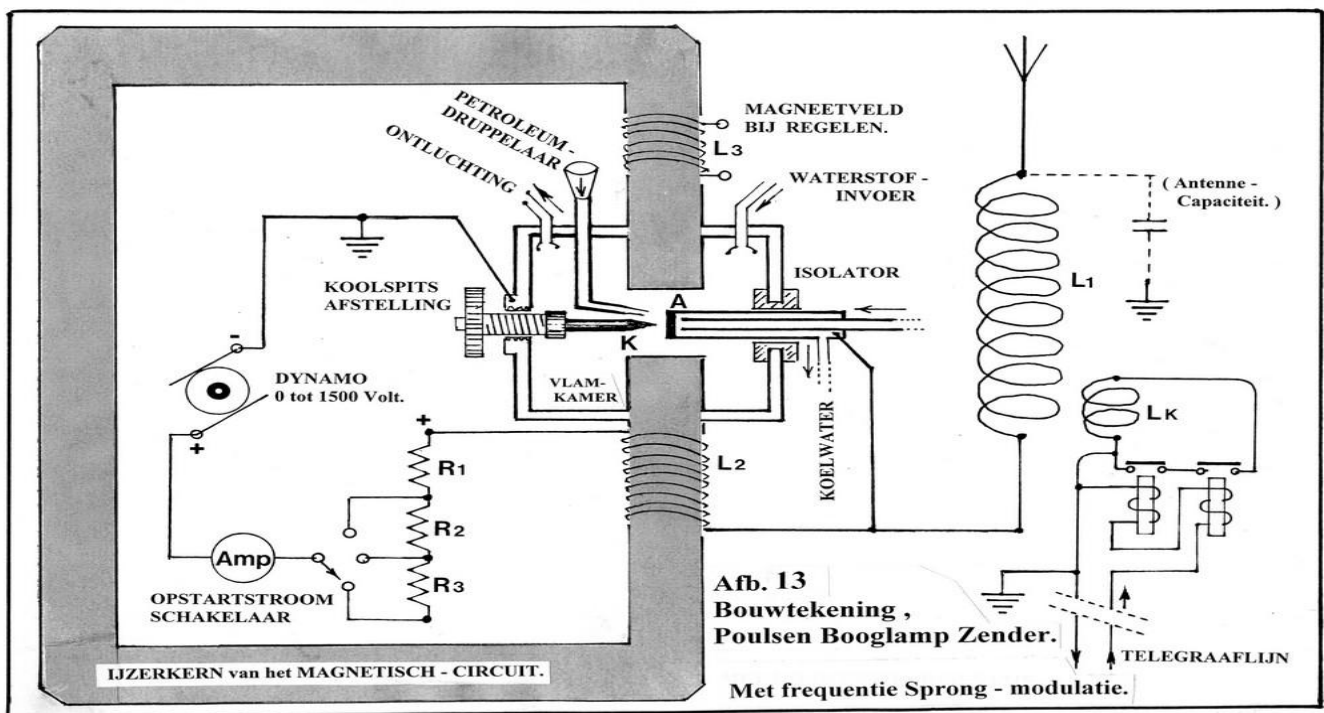 PETROLEUM -
DRUPPELAAR
ONTLUCHTING
MAGNEETVELD
BIJ REGELEN.
L3
WATERSTOF -
INVOER
( Antenne -
Capaciteit. )
KOOLSPITS
AFSTELLING
ISOLATOR
A
L1
K
-
DYNAMO
0 tot 1500 Volt.
+
VLAM-
KAMER
+
KOELWATER
LK
R1
L2
R2
Amp
R3
OPSTARTSTROOM
SCHAKELAAR
Afb. 13
Bouwtekening ,
Poulsen Booglamp Zender.
TELEGRAAFLIJN
IJZERKERN van het MAGNETISCH - CIRCUIT.
Met frequentie Sprong - modulatie.